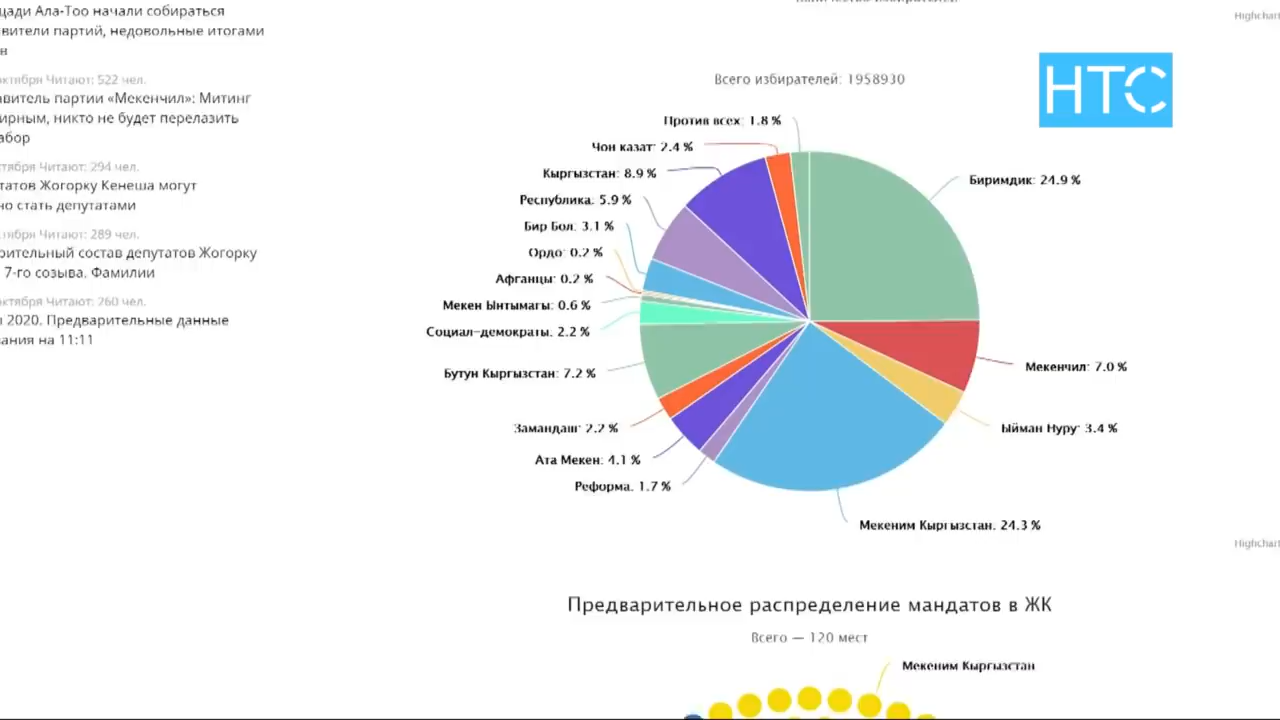 щади Ала-Тоо начали собираться
вители партий, недовольные итогами
в
октября Читают: 522 чел.
авитель партии «Мекенчил»: Митинг
ирным, никто не будет перелазить
абор
ктября Читают: 294 чел.
татов Жогорку Кенеша могут
но стать депутатами
тября Читают: 289 чел.
рительный состав депутатов Жогорку
7-го созыва. Фамилии
октября Читают: 260 чел.
ы 2020. Предварительные данные
вания на 11:11
Highchart
НТС
Всего избирателей: 1958930
Против всех: 1.8 %
Чон казат: 2.4 %
Кыргызстан: 8.9 %
Биримдик: 24.9 %
Республика: 5.9 %
Бир Бол: 3.1 %
Ордо: 0.2 %
Афганцы: 0.2 %
Мекен Ынтымагы: 0.6 %
Социал-демократы: 2.2 %
Мекенчил: 7.0 %
Бутун Кыргызстан: 7.2 %
Замандаш: 2.2 %
Ыйман Нуру: 3.4 %
Ата Мекен: 4.1 %
Реформа: 1.7 %
Мекеним Кыргызстан: 24.3 %
Highchart
Предварительное распределение мандатов в ЖК
Всего — 120 мест
Мекеним Кыргызстан